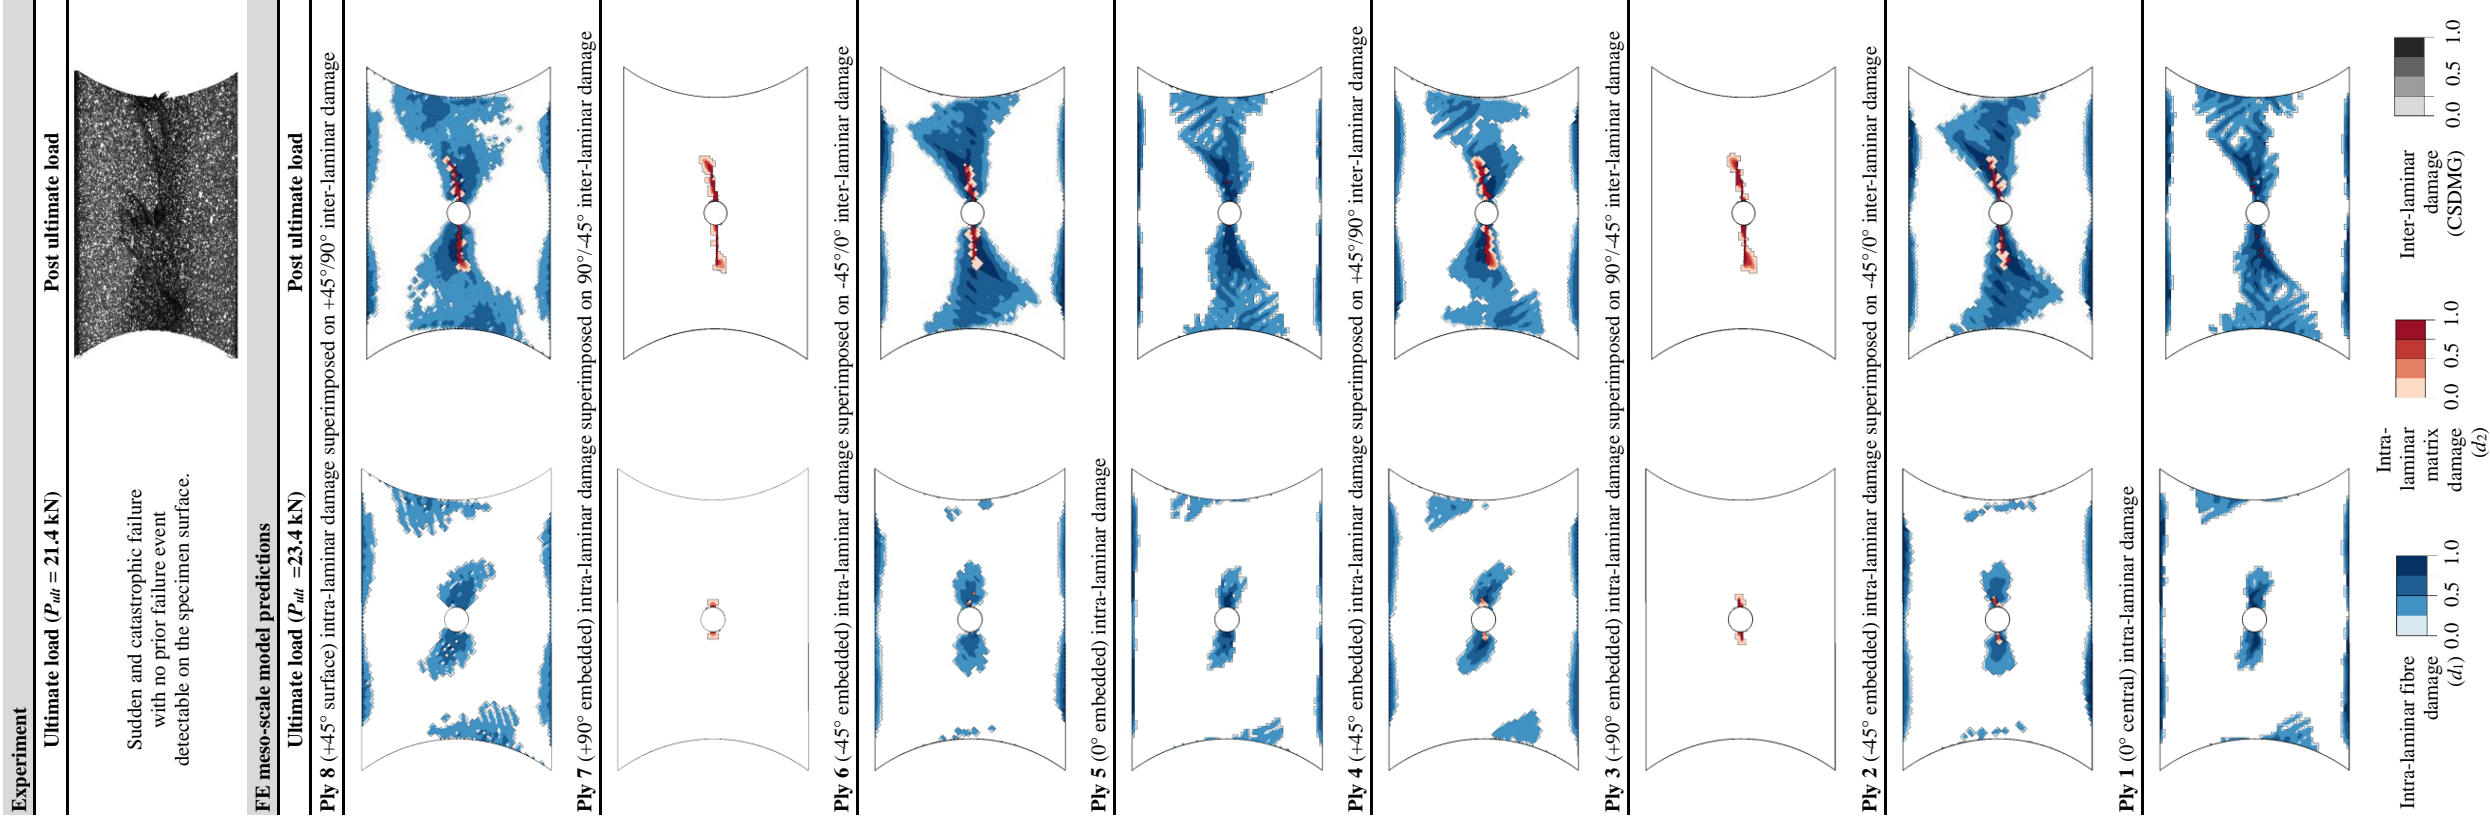 Experiment
Ultimate load (Pult = 21.4 kN)
Post ultimate load
Sudden and catastrophic failure
with no prior failure event
detectable on the specimen surface.
FE meso-scale model predictions
Ultimate load (Pult =23.4 kN)
Post ultimate load
Ply 8 (+45° surface) intra-laminar damage superimposed on +45°/90° inter-laminar damage
Ply 7 (+90° embedded) intra-laminar damage superimposed on 90°/-45° inter-laminar damage
Ply 6 (-45° embedded) intra-laminar damage superimposed on -45°/0° inter-laminar damage
Ply 5 (0° embedded) intra-laminar damage
Ply 4 (+45° embedded) intra-laminar damage superimposed on +45°/90° inter-laminar damage
Ply 3 (+90° embedded) intra-laminar damage superimposed on 90°/-45° inter-laminar damage
Ply 2 (-45° embedded) intra-laminar damage superimposed on -45°/0° inter-laminar damage
Ply 1 (0° central) intra-laminar damage
Intra-laminar fibre
damage
(d1)
0.0 0.5 1.0
Intra-
laminar
matrix
damage
(d2)
0.0 0.5 1.0
Inter-laminar
damage
(CSDMG)
0.0 0.5 1.0